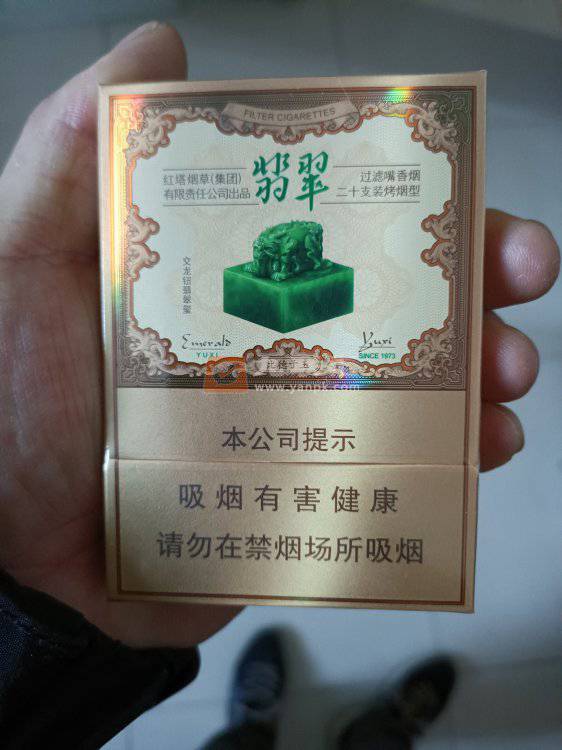 FILTER CIGARETTES
红塔烟草(集团)
有限责任公司出品
翡翠
过滤嘴香烟
二十支装烤烟型
交龙钮翡翠玺
Emerald
YUXI
Yuxi
SINCE 1973
www.yanpk.com
本公司提示
吸烟有害健康
请勿在禁烟场所吸烟